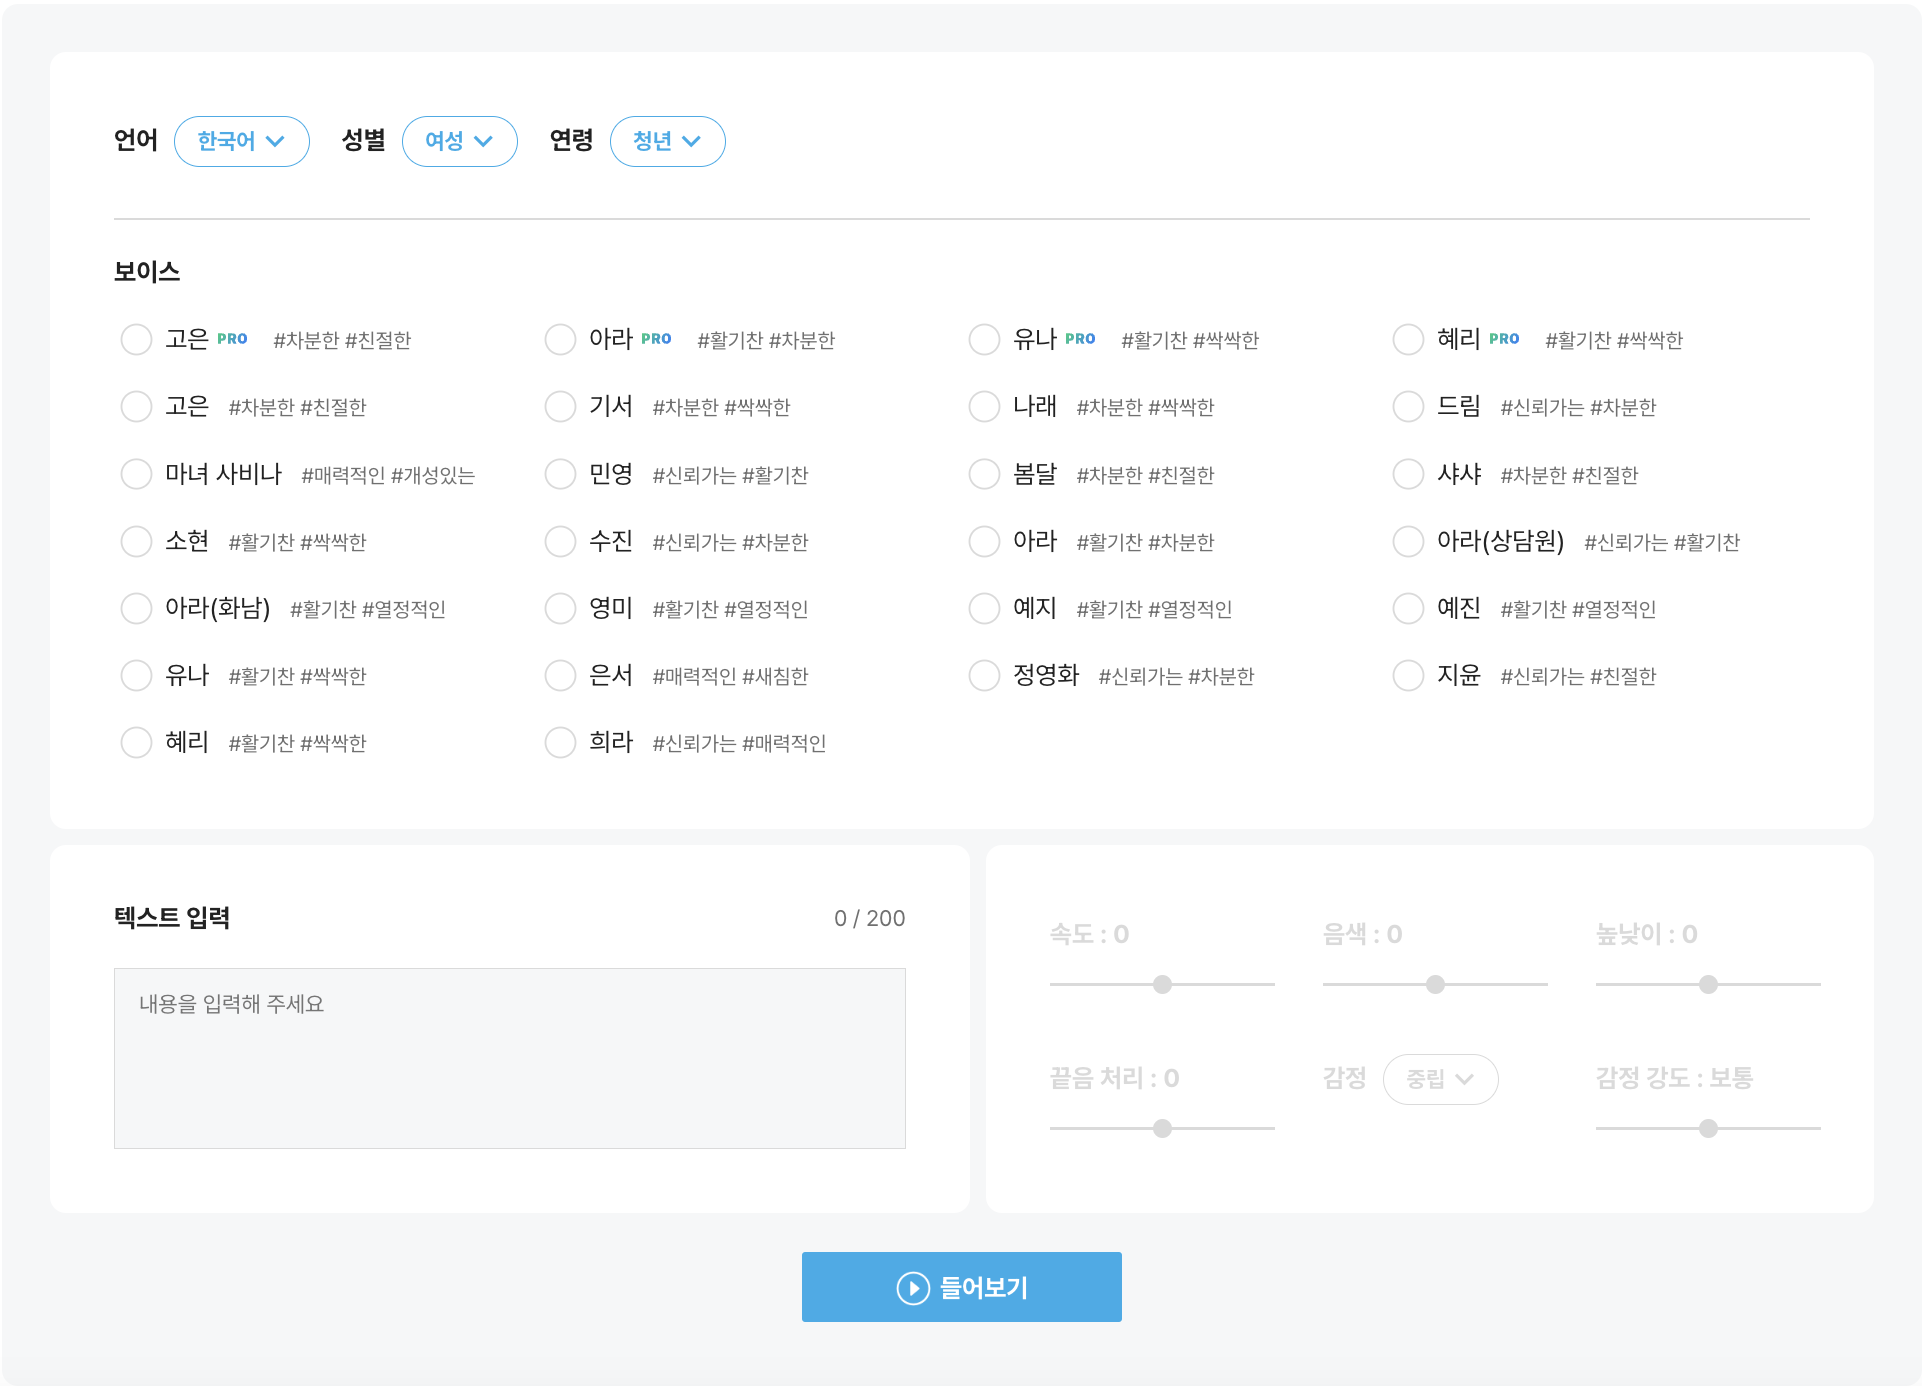 언어 한국어 성별 여성 연령 청년
보이스
고은 PRO #차분한 #친절한 아라 PRO #활기찬 #차분한 유나 PRO #활기찬 #싹싹한 혜리 PRO #활기찬 #싹싹한
고은 #차분한 #친절한 기서 #차분한 #싹싹한 나래 #차분한 #싹싹한 드림 #신뢰가는 #차분한
마녀 사비나 #매력적인 #개성있는 민영 #신뢰가는 #활기찬 봄달 #차분한 #친절한 샤샤 #차분한 #친절한
소현 #활기찬 #싹싹한 수진 #신뢰가는 #차분한 아라 #활기찬 #차분한 아라(상담원) #신뢰가는 #활기찬
아라(화남) #활기찬 #열정적인 영미 #활기찬 #열정적인 예지 #활기찬 #열정적인 예진 #활기찬 #열정적인
유나 #활기찬 #싹싹한 은서 #매력적인 #새침한 정영화 #신뢰가는 #차분한 지윤 #신뢰가는 #친절한
혜리 #활기찬 #싹싹한 희라 #신뢰가는 #매력적인
텍스트 입력 0 / 200
내용을 입력해 주세요
속도 : 0 음색 : 0 높낮이 : 0
끝음 처리 : 0 감정 중립 감정 강도 : 보통
들어보기